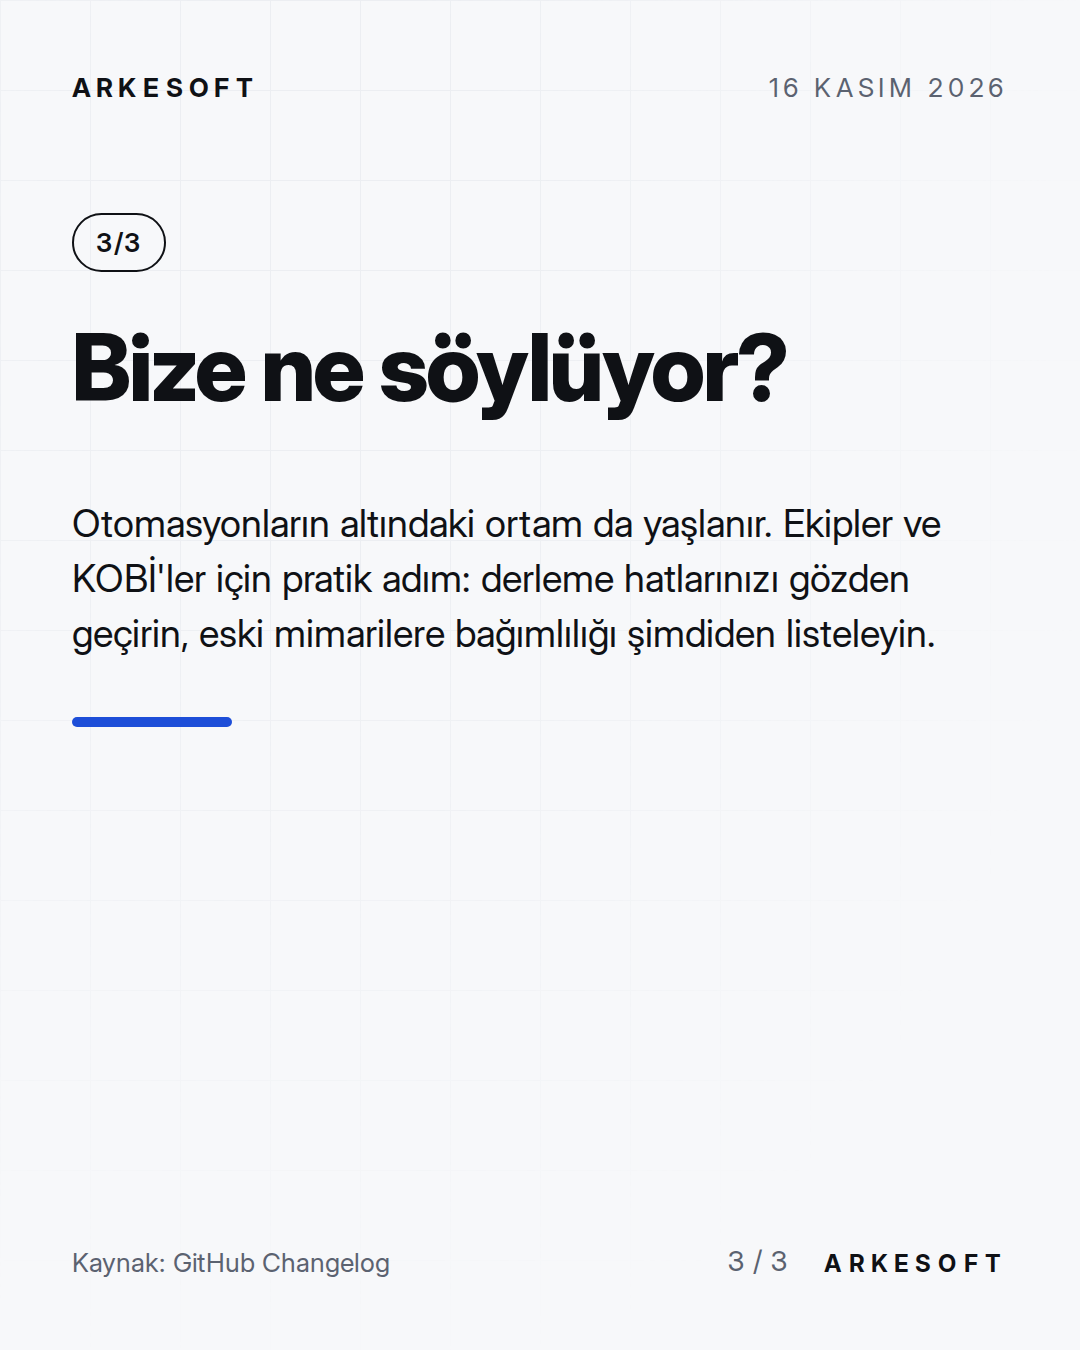 ARKESOFT
16 KASIM 2026
3/3
Bize ne söylüyor?
Otomasyonların altındaki ortam da yaşlanır. Ekipler ve
KOBİ'ler için pratik adım: derleme hatlarınızı gözden
geçirin, eski mimarilere bağımlılığı şimdiden listeleyin.
Kaynak: GitHub Changelog
3 / 3
ARKESOFT